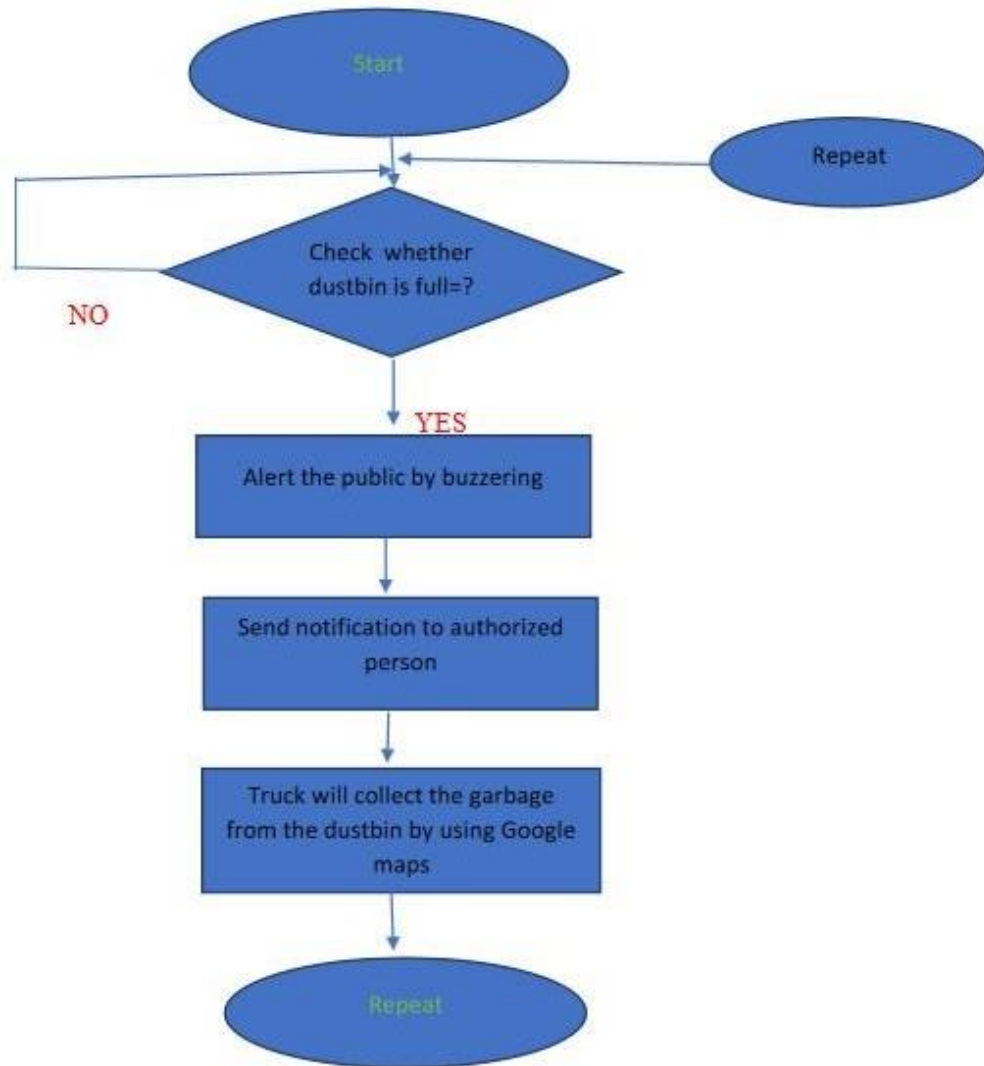 Start
Repeat
Check whether
dustbin is full=?
NO
YES
Alert the public by buzzering
Send notification to authorized
person
Truck will collect the garbage
from the dustbin by using Google
maps
Repeat